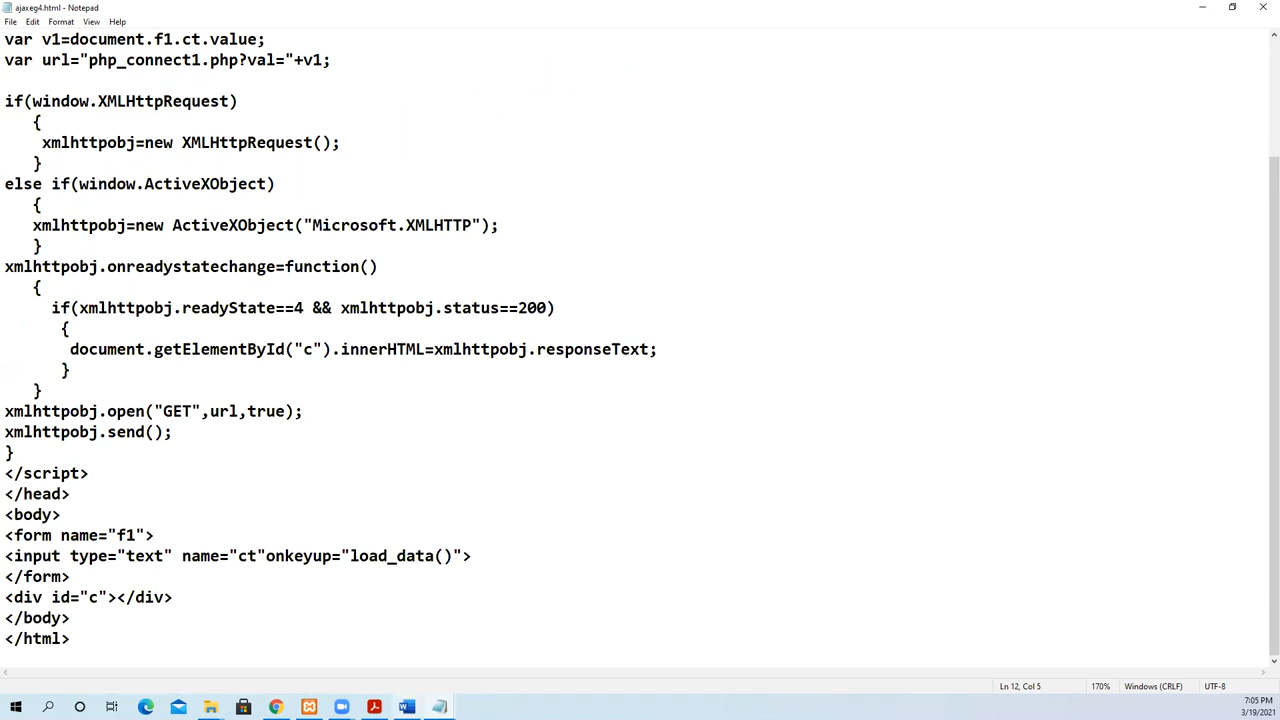 ajaxeg4.html - Notepad
File Edit Format View Help
var v1=document.f1.ct.value;
var url="php_connect1.php?val="+v1;
if(window.XMLHttpRequest)
{
xmlhttpobj=new XMLHttpRequest();
}
else if(window.ActiveXObject)
{
xmlhttpobj=new ActiveXObject("Microsoft.XMLHTTP");
}
xmlhttpobj.onreadystatechange=function()
{
if(xmlhttpobj.readyState==4 && xmlhttpobj.status==200)
{
document.getElementById("c").innerHTML=xmlhttpobj.responseText;
}
}
xmlhttpobj.open("GET",url,true);
xmlhttpobj.send();
}
</script>
</head>
<body>
<form name="f1">
<input type="text" name="ct"onkeyup="load_data()">
</form>
<div id="c"></div>
</body>
</html>
Ln 12, Col 5 170% Windows (CRLF) UTF-8
7:05 PM
3/19/2021